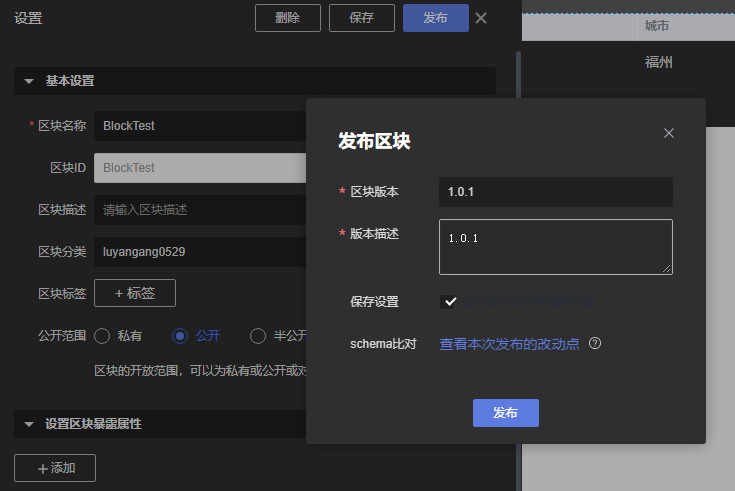 设置
删除
保存
发布
城市
福州
基本设置
* 区块名称 BlockTest
区块ID BlockTest
区块描述 请输入区块描述
区块分类 luyangang0529
区块标签 + 标签
公开范围 私有 公开 半公开
区块的开放范围，可以为私有或公开或对
设置区块暴露属性
+ 添加
发布区块
* 区块版本 1.0.1
* 版本描述 1.0.1
保存设置
schema比对 查看本次发布的改动点 ?
发布